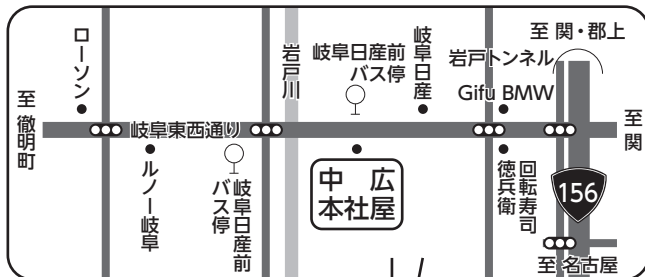 至 関・郡上
ローソン
岩戸川
岐阜日産前
バス停
岐阜日産
岩戸トンネル
Gifu BMW
至 徹明町
岐阜東西通り
至 関
ルノー岐阜
岐阜日産前
バス停
中広
本社屋
回転寿司
徳兵衛
156
至 名古屋